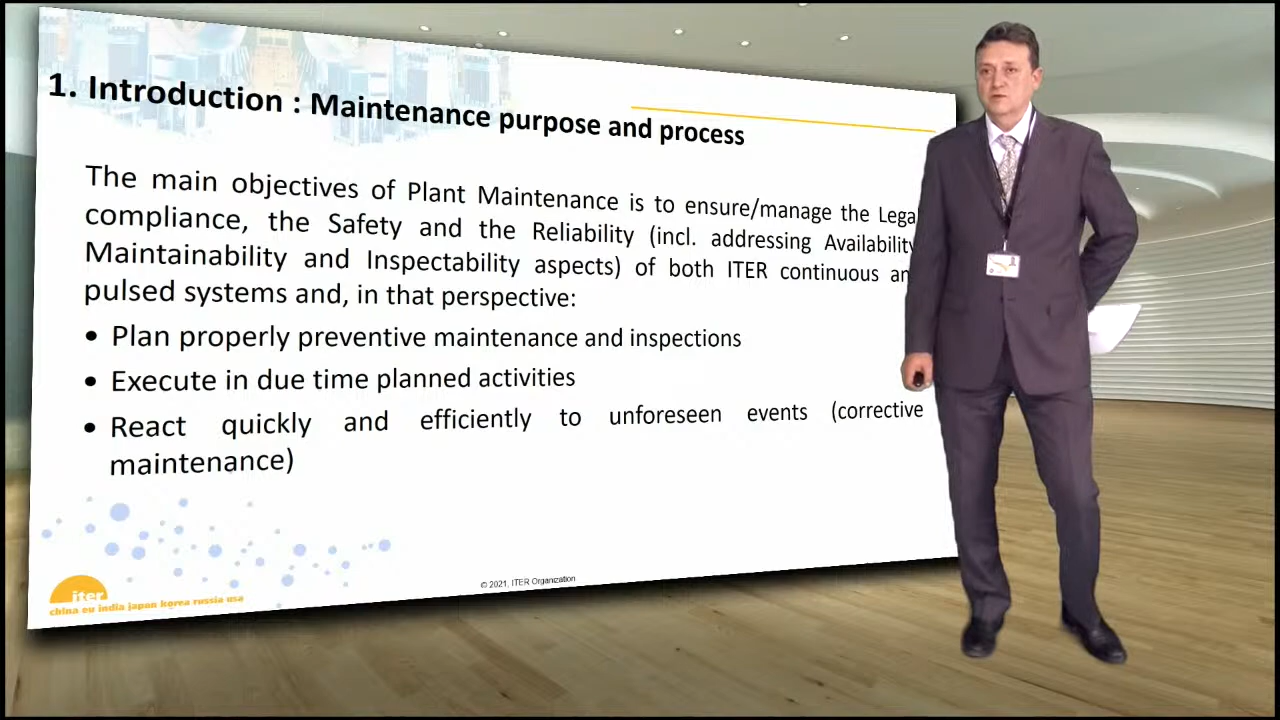 1. Introduction : Maintenance purpose and process
The main objectives of Plant Maintenance is to ensure/manage the Lega
compliance, the Safety and the Reliability (incl. addressing Availability
Maintainability and Inspectability aspects) of both ITER continuous an
pulsed systems and, in that perspective:
• Plan properly preventive maintenance and inspections
• Execute in due time planned activities
• React quickly and efficiently to unforeseen events (corrective
maintenance)
iter
china eu india japan korea russia usa
© 2021, ITER Organization